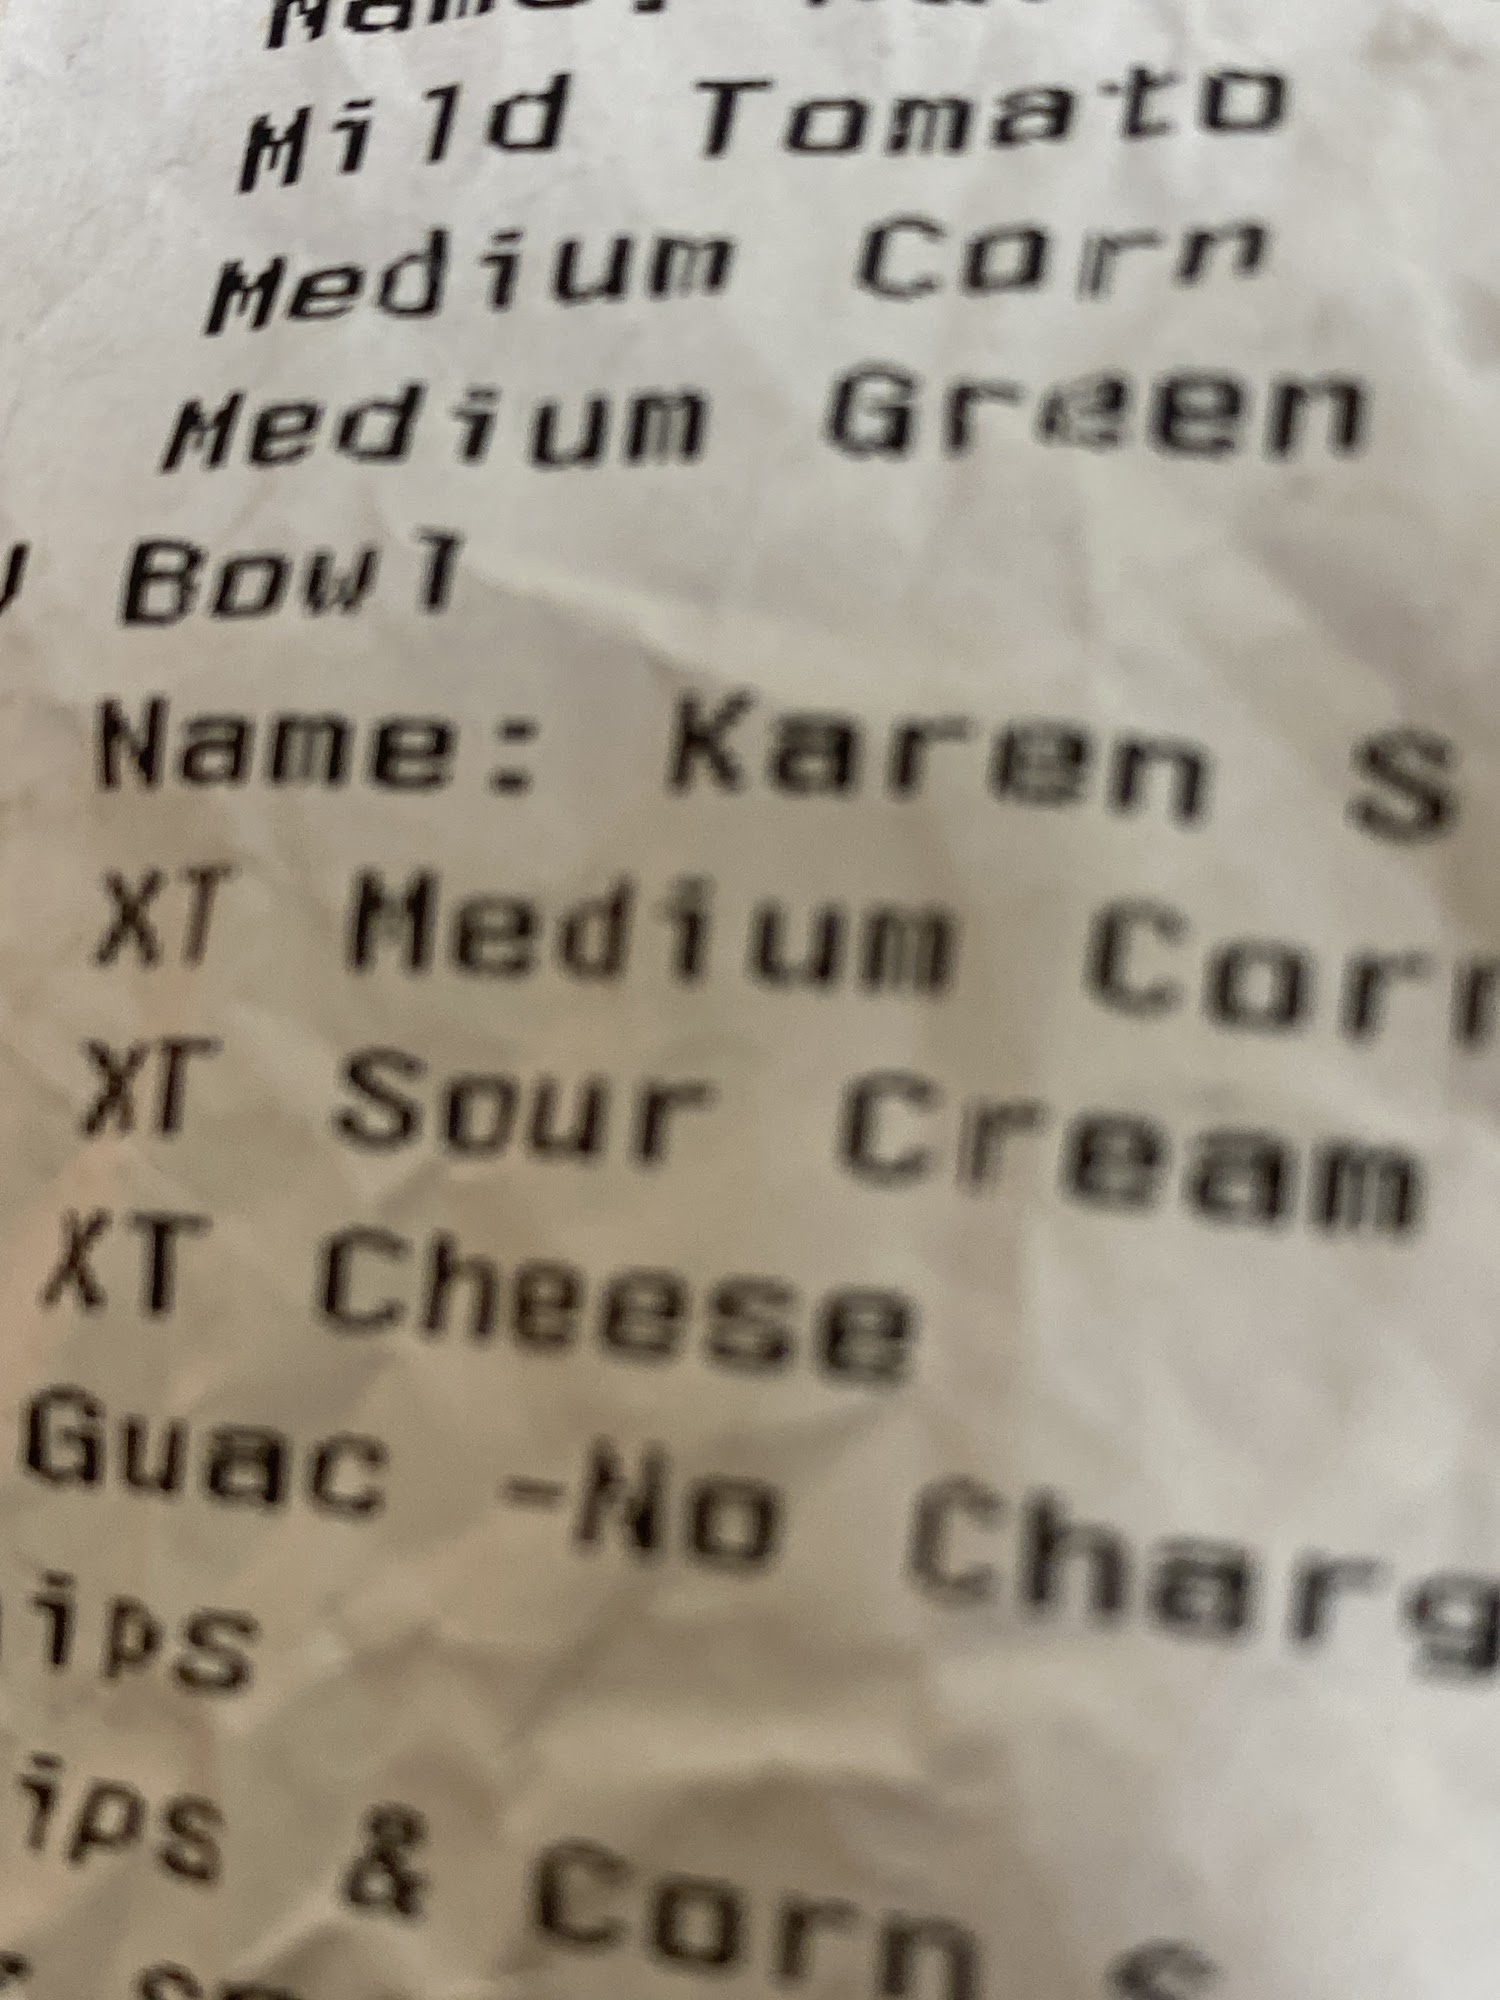 Mild Tomato
Medium Corn
Medium Green
Bowl
Name: Karen S
XT Medium Corn
XT Sour Cream
XT Cheese
Guac -No Charg
ips
ips & Corn S